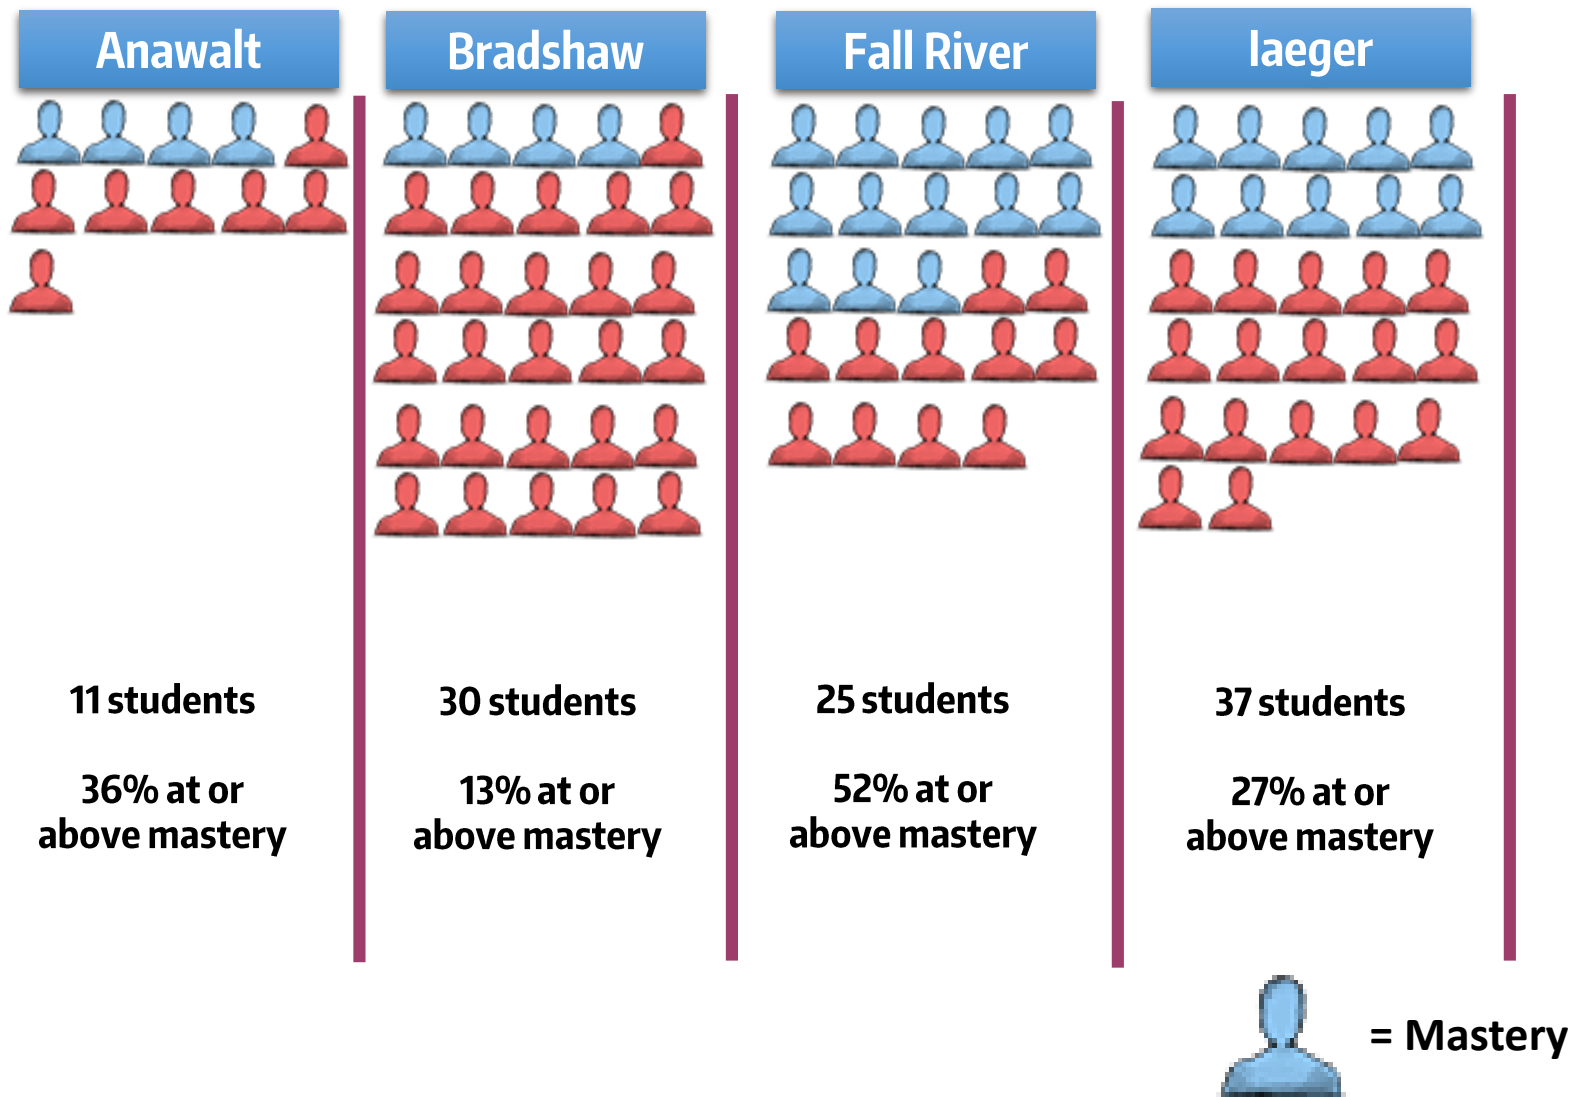 Anawalt
Bradshaw
Fall River
Iaeger
11 students
30 students
25 students
37 students
36% at or
above mastery
13% at or
above mastery
52% at or
above mastery
27% at or
above mastery
= Mastery